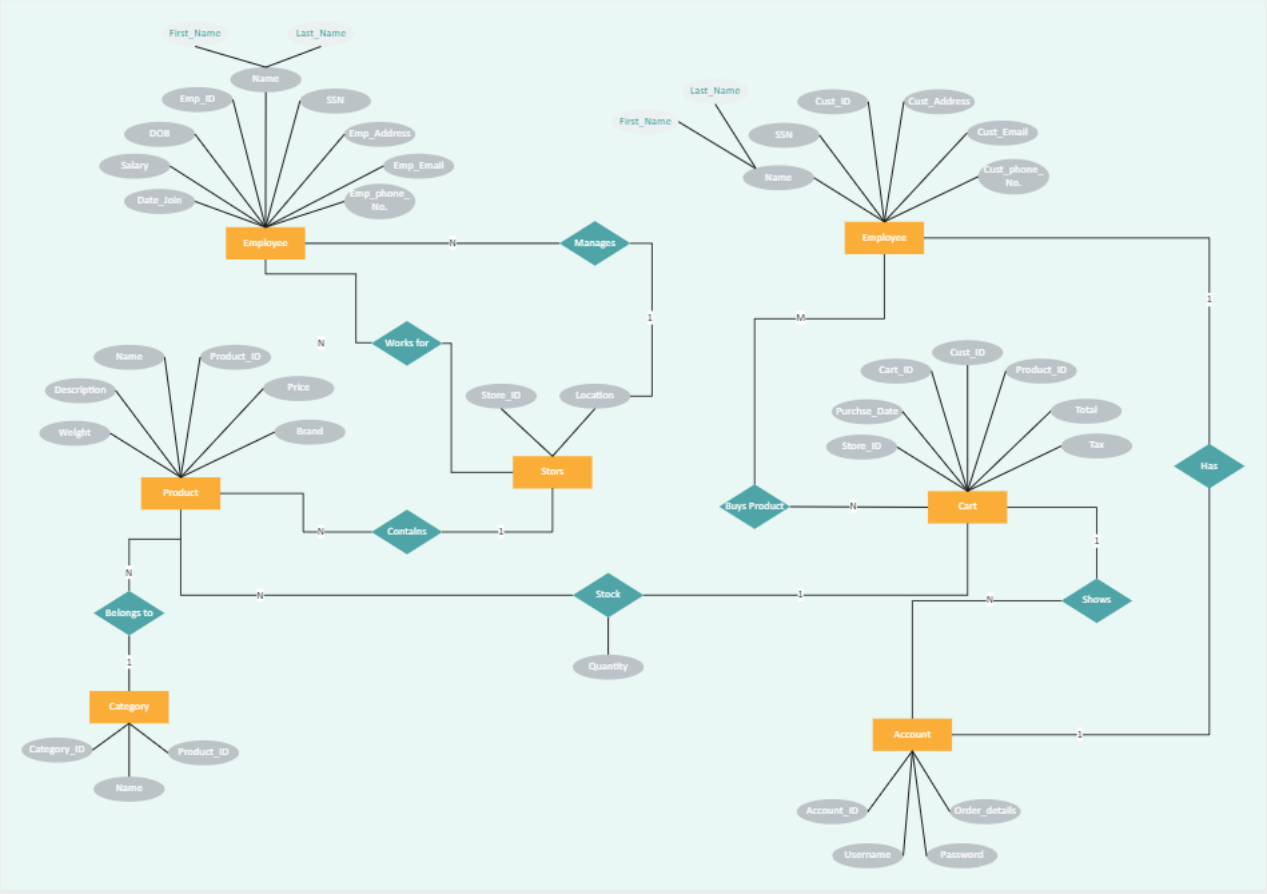 First_Name
Last_Name
Name
Emp_ID
SSN
DOB
Emp_Address
Salary
Emp_Email
Date_Join
Emp_phone_
No.
Employee
N
Manages
1
N
Works for
Last_Name
First_Name
Cust_ID
Cust_Address
SSN
Cust_Email
Name
Cust_phone_
No.
Employee
1
M
Name
Product_ID
Description
Price
Weight
Brand
Product
Store_ID
Location
Stors
N
Contains
1
Cust_ID
Cart_ID
Product_ID
Purchse_Date
Total
Store_ID
Tax
Cart
Has
Buys Product
N
1
N
Belongs to
1
N
Stock
1
Quantity
N
Shows
Category
Category_ID
Product_ID
Name
Account
1
Account_ID
Order_details
Username
Password